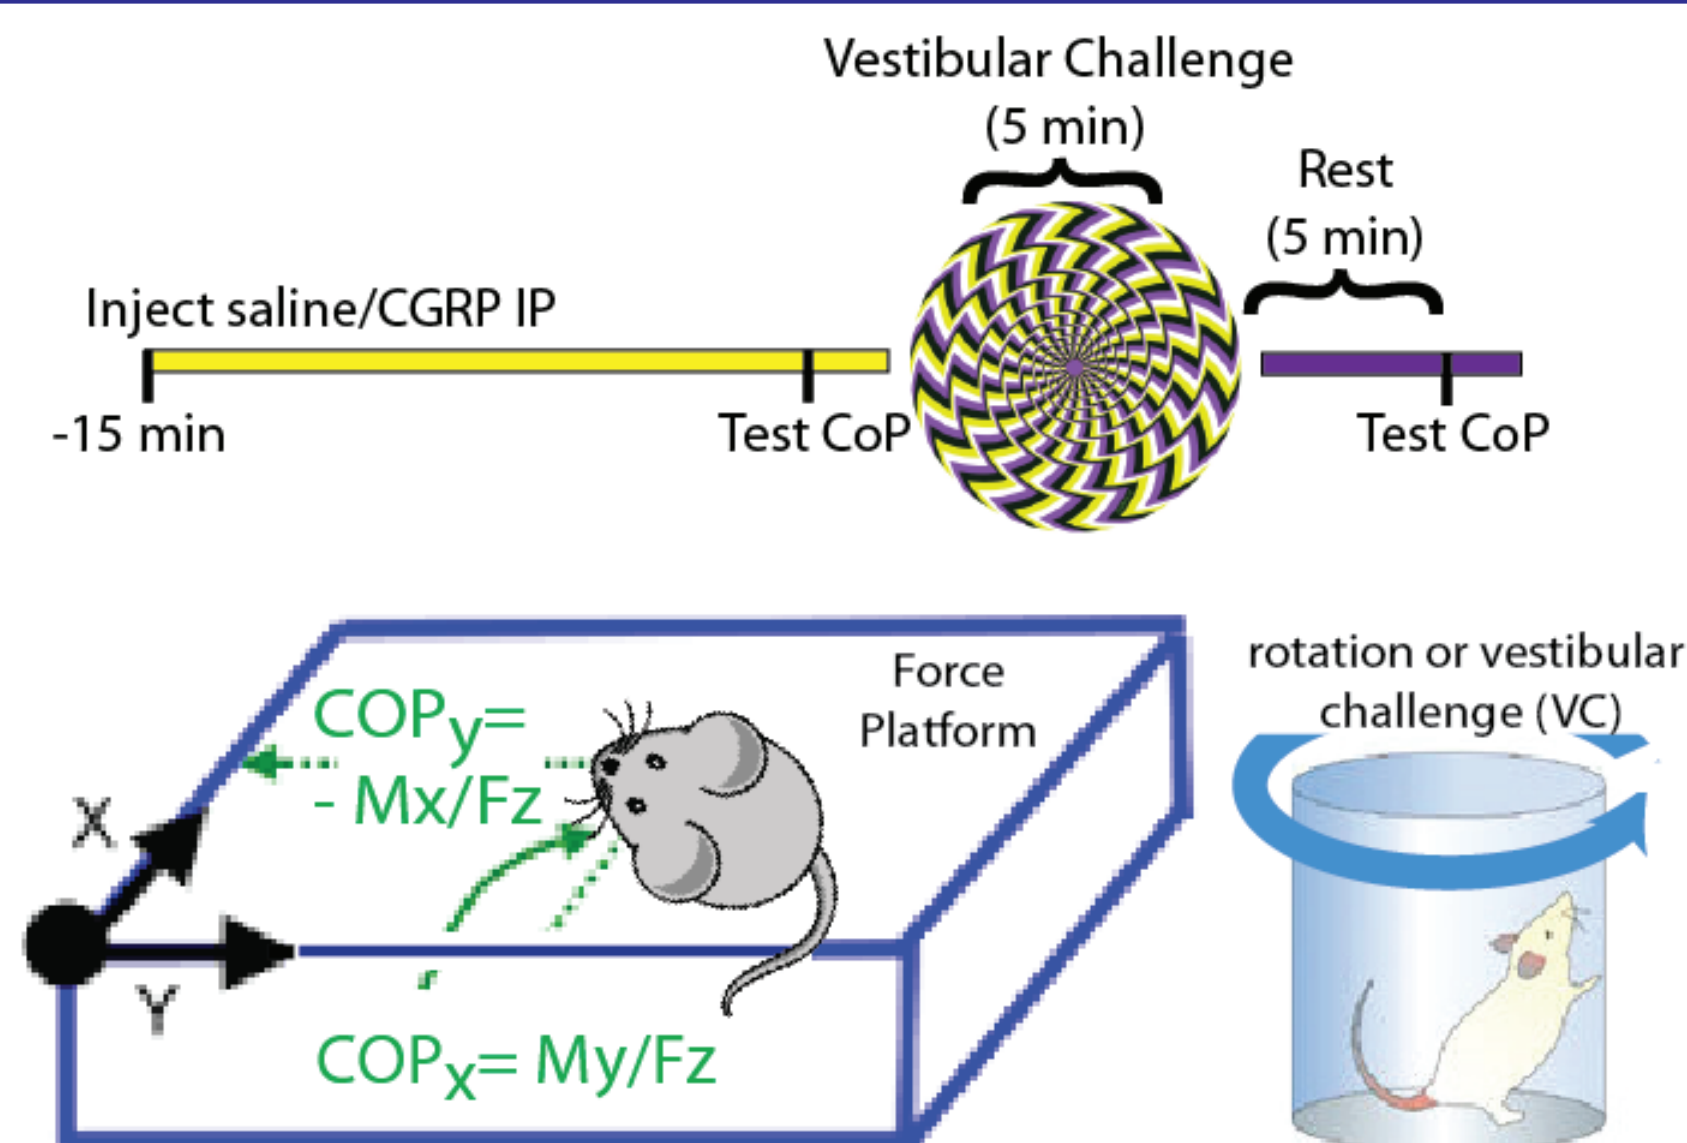 Vestibular Challenge
(5 min)
Rest
(5 min)
Inject saline/CGRP IP
-15 min
Test CoP
Test CoP
Force
Platform
COPy=
- Mx/Fz
X
Y
COPx= My/Fz
rotation or vestibular
challenge (VC)